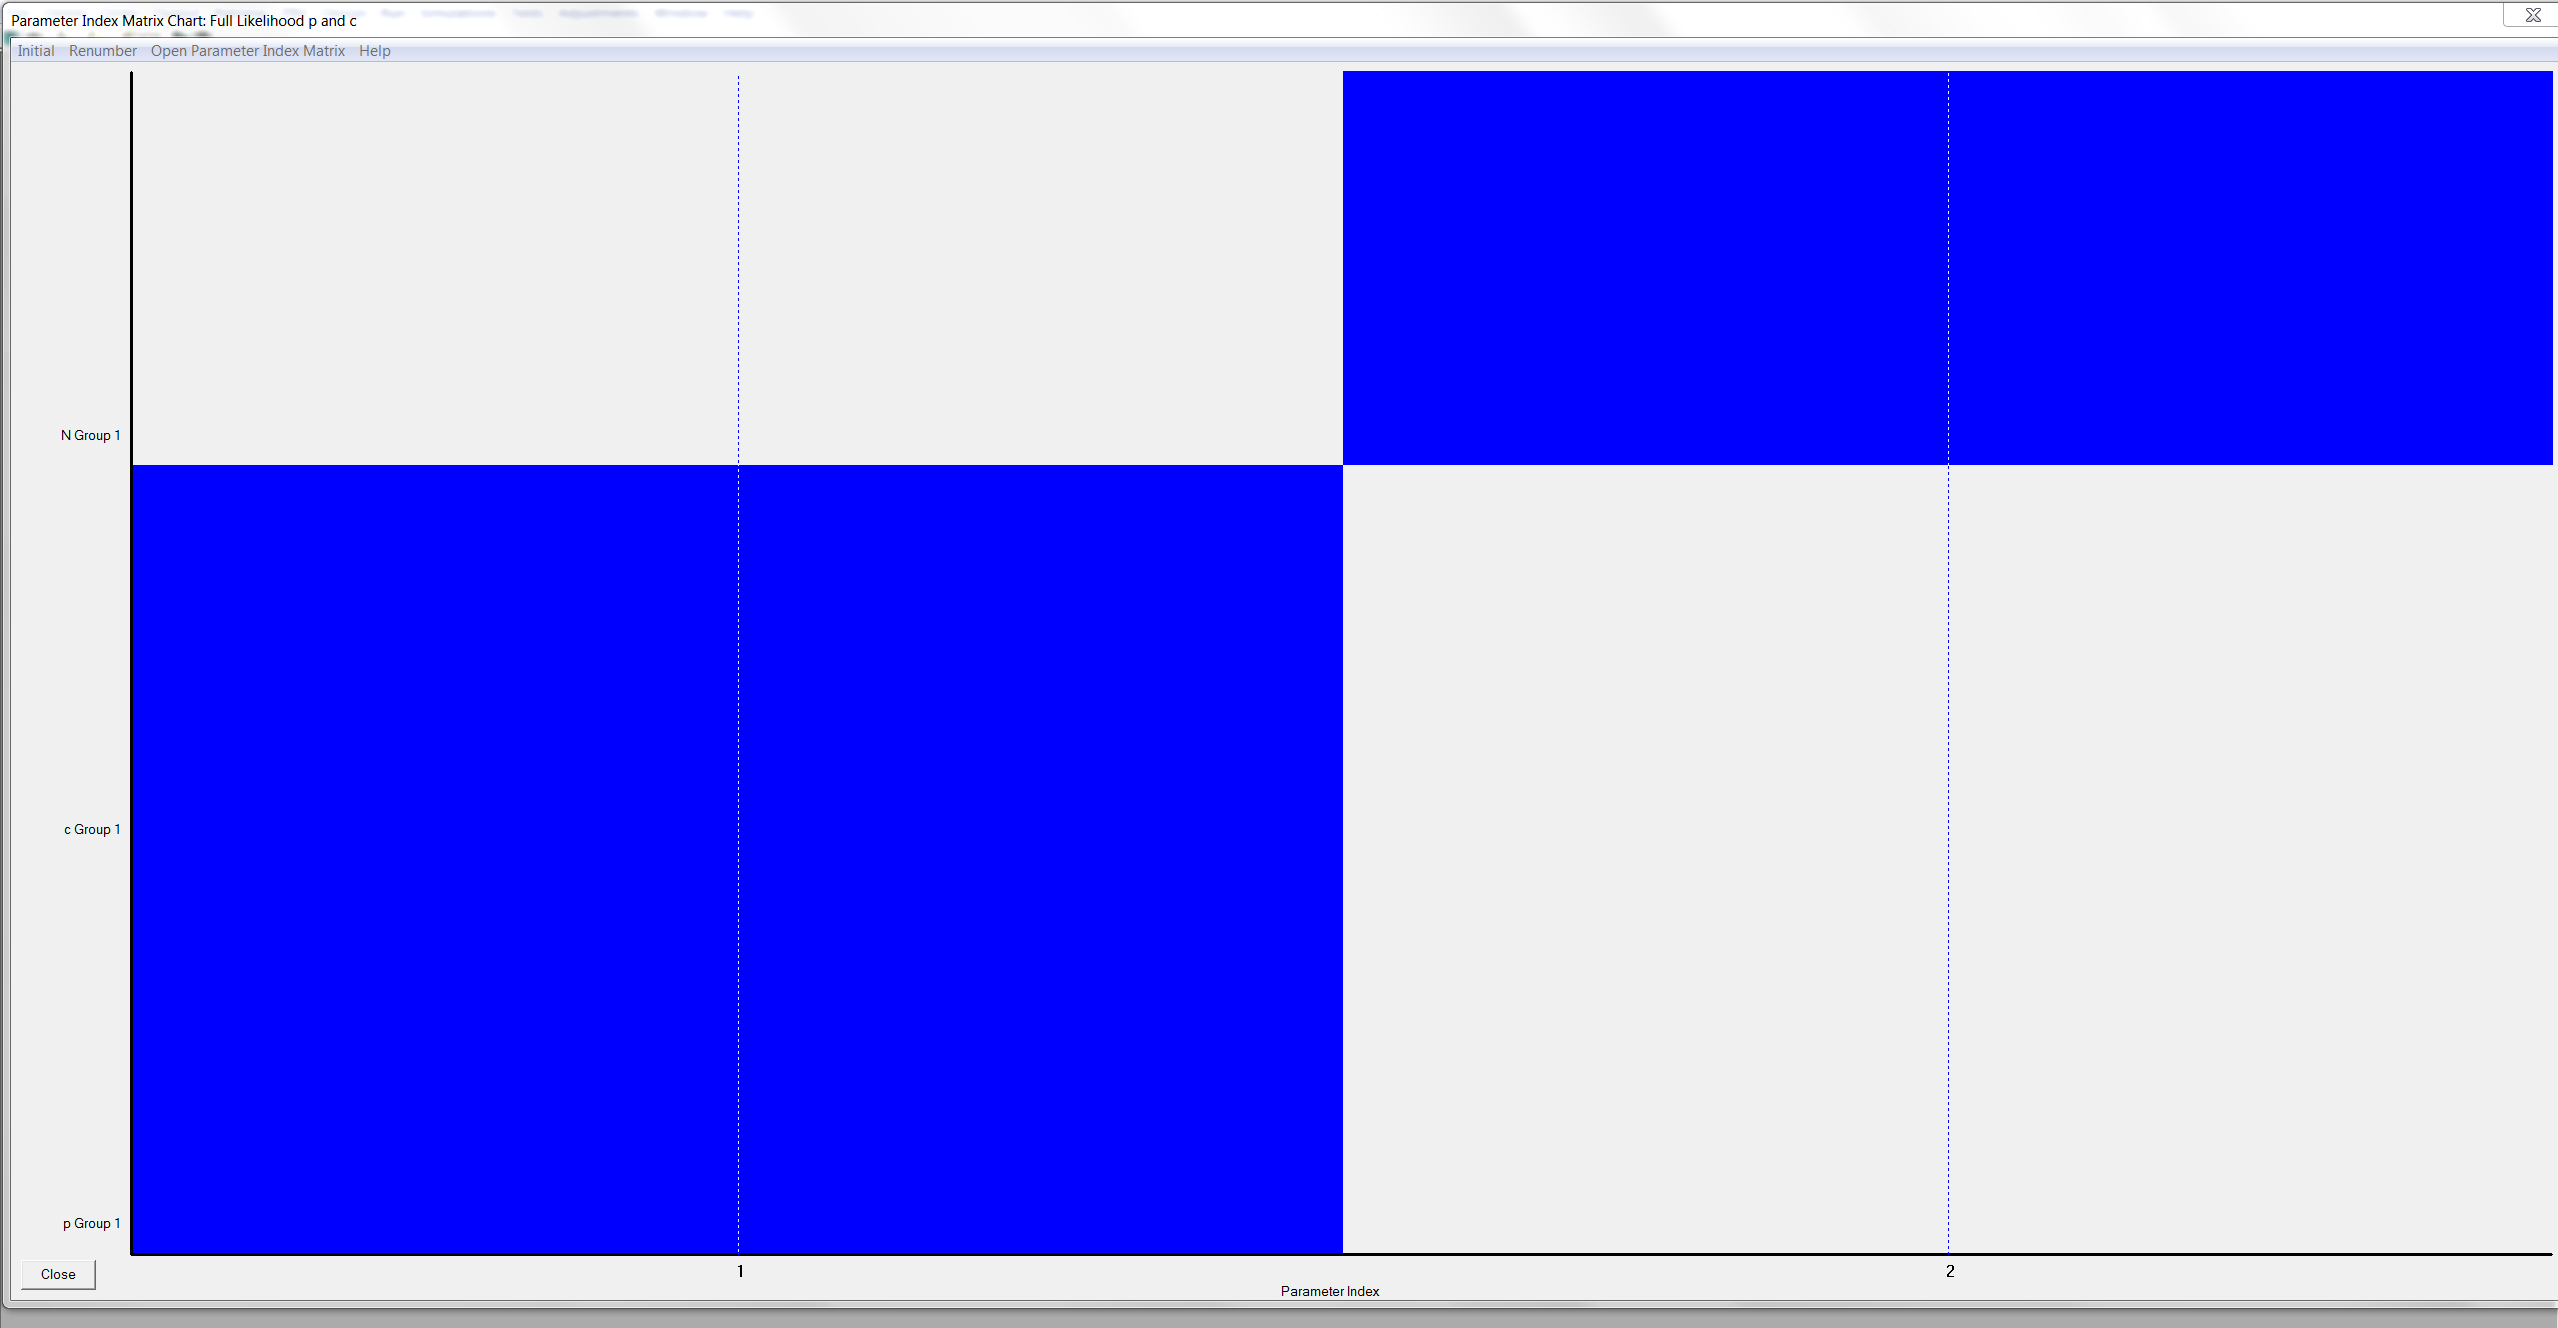 Parameter Index Matrix Chart: Full Likelihood p and c
Initial Renumber Open Parameter Index Matrix Help
N Group 1
c Group 1
p Group 1
Close
1
2
Parameter Index